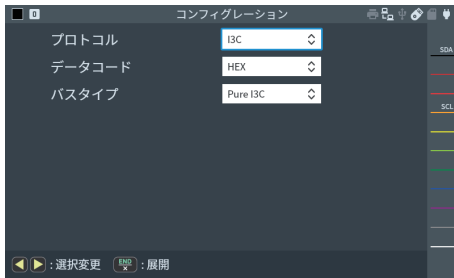 0 コンフィグレーション
プロトコル I3C
データコード HEX
バスタイプ Pure I3C
SDA
SCL
:選択変更 END × :展開